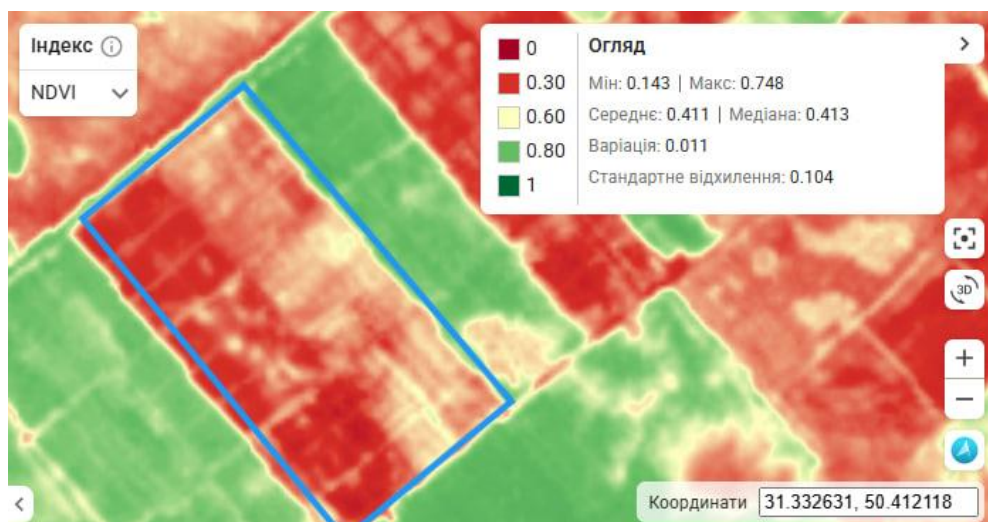 Індекс
NDVI
0
0.30
0.60
0.80
1
Огляд
Мін: 0.143 | Макс: 0.748
Середнє: 0.411 | Медіана: 0.413
Варіація: 0.011
Стандартне відхилення: 0.104
3D
Координати 31.332631, 50.412118